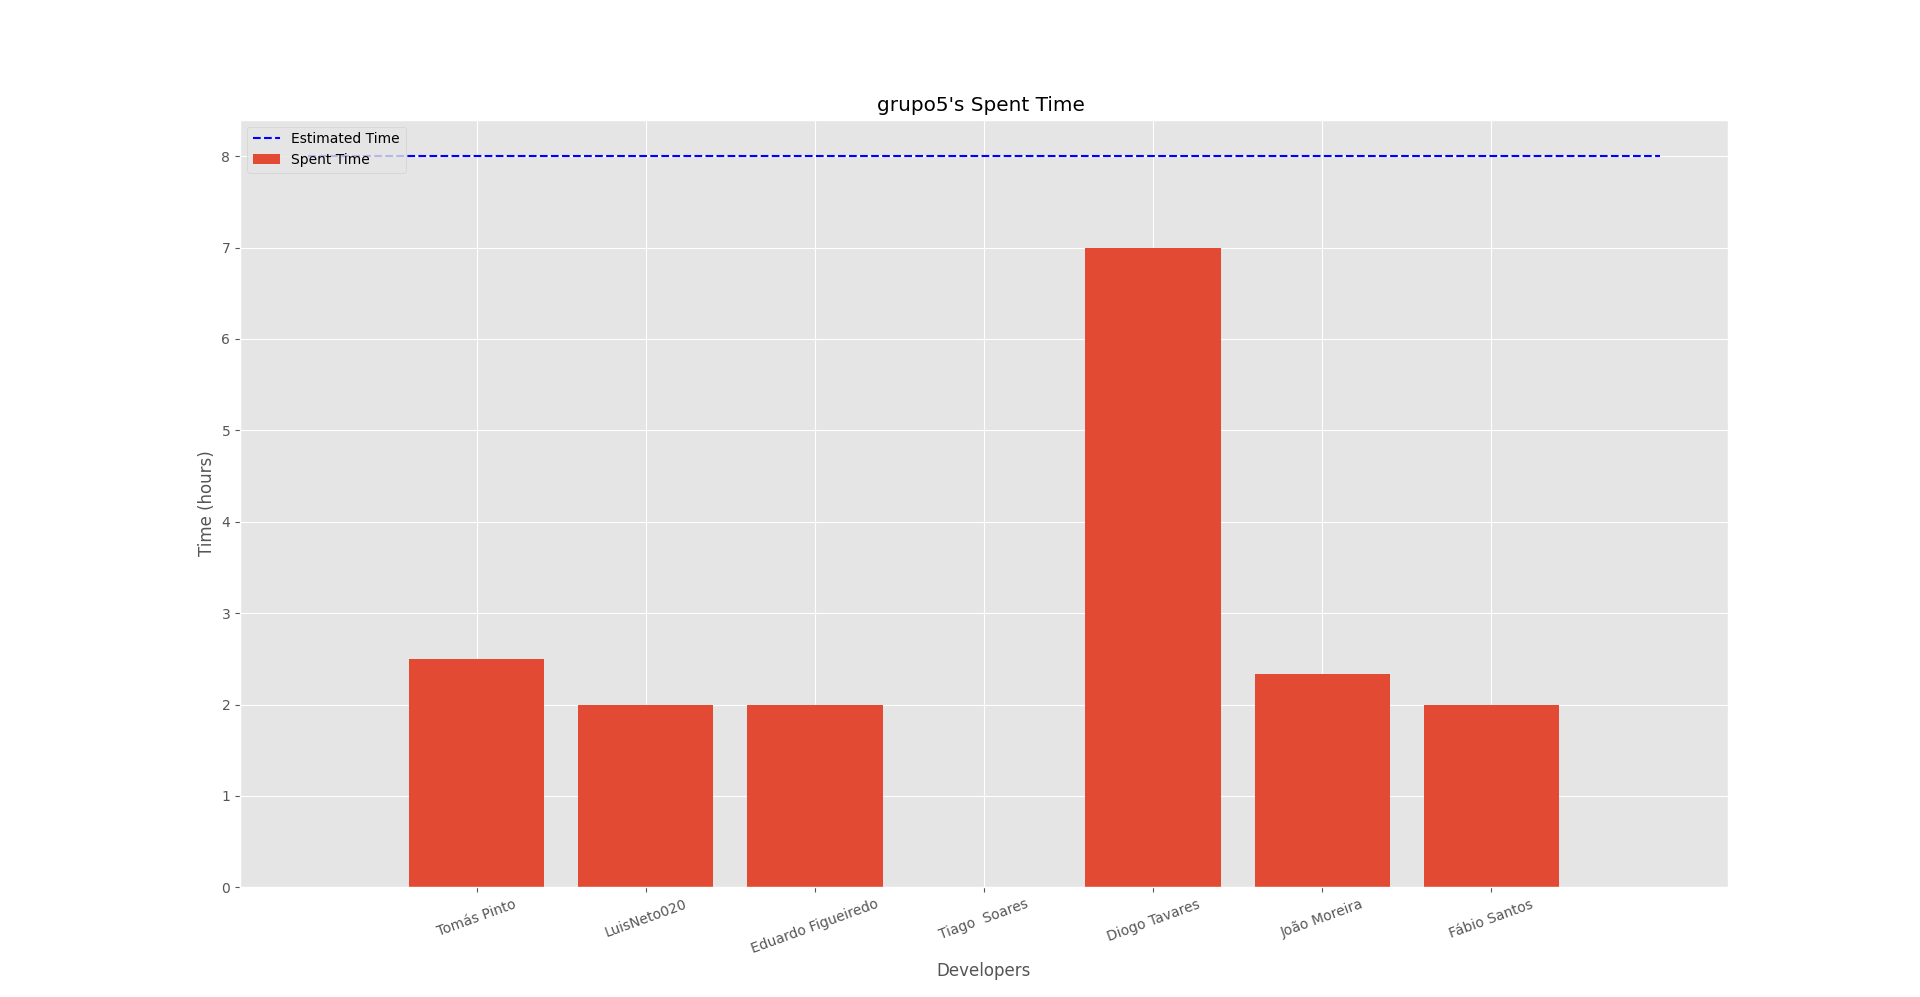 grupo5's Spent Time
Estimated Time
Spent Time
8
7
6
5
4
3
2
1
0
Time (hours)
Tomás Pinto
LuisNeto020
Eduardo Figueiredo
Tiago  Soares
Diogo Tavares
João Moreira
Fábio Santos
Developers